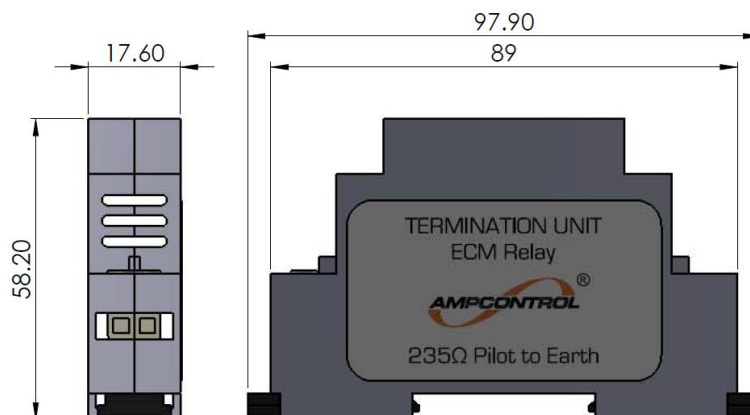 97.90
17.60
89
58.20
TERMINATION UNIT
ECM Relay
AMPCONTROL®
235Ω Pilot to Earth